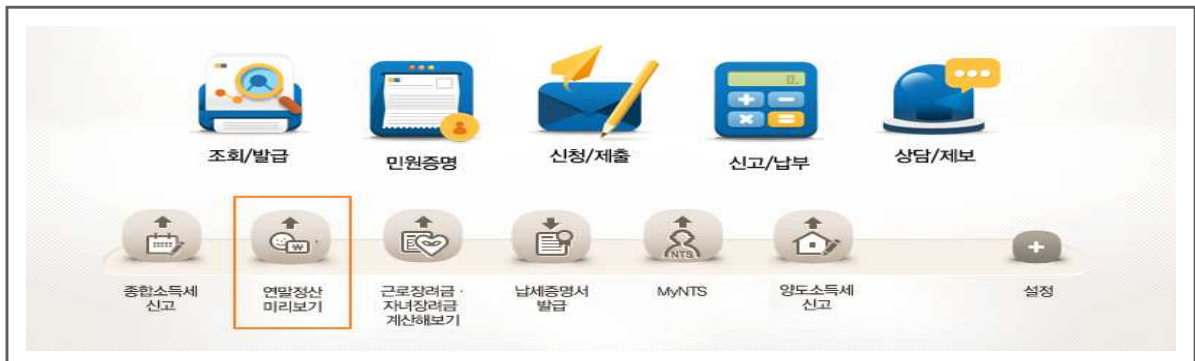 조회/발급
민원증명
신청/제출
신고/납부
상담/제보
종합소득세
신고
연말정산
미리보기
근로장려금 ·
자녀장려금
계산해보기
납세증명서
발급
NTS
MyNTS
양도소득세
신고
설정